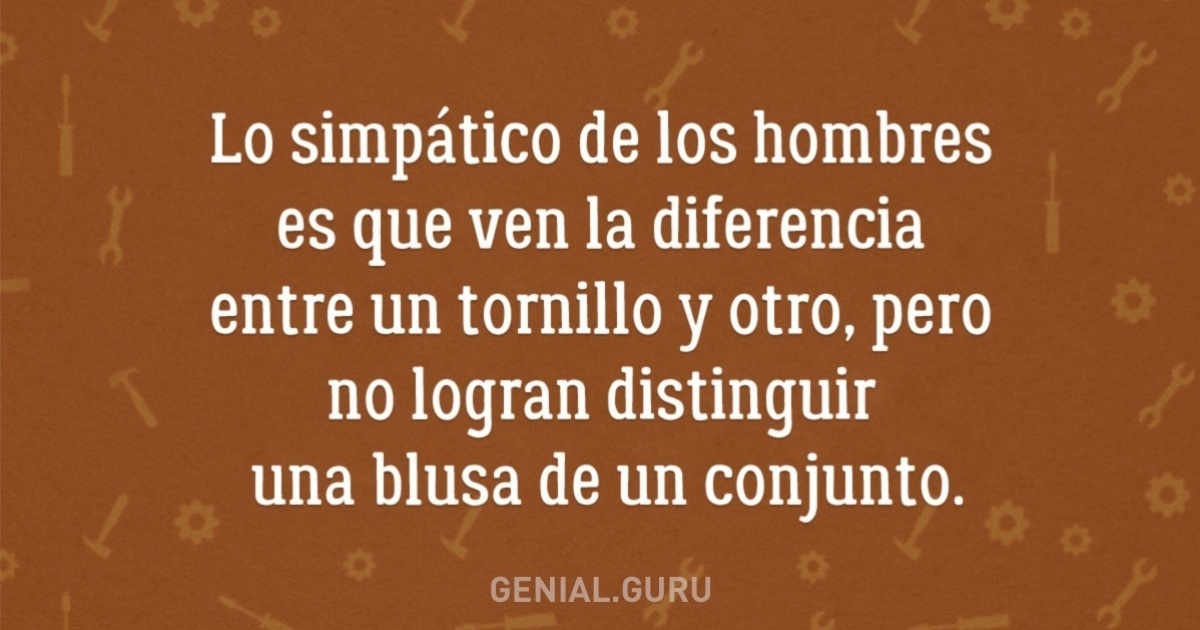 Lo simpático de los hombres
es que ven la diferencia
entre un tornillo y otro, pero
no logran distinguir
una blusa de un conjunto.
GENIAL.GURU